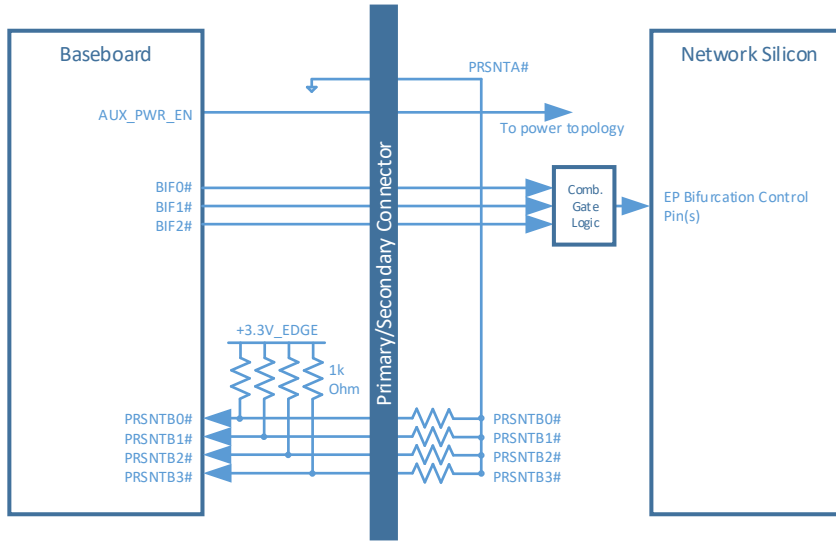 Baseboard
Network Silicon
PRSNTA#
AUX_PWR_EN
To power topology
Primary/Secondary Connector
BIF0#
BIF1#
BIF2#
Comb.
Gate
Logic
EP Bifurcation Control
Pin(s)
+3.3V_EDGE
1k
Ohm
PRSNTB0#
PRSNTB1#
PRSNTB2#
PRSNTB3#
PRSNTB0#
PRSNTB1#
PRSNTB2#
PRSNTB3#